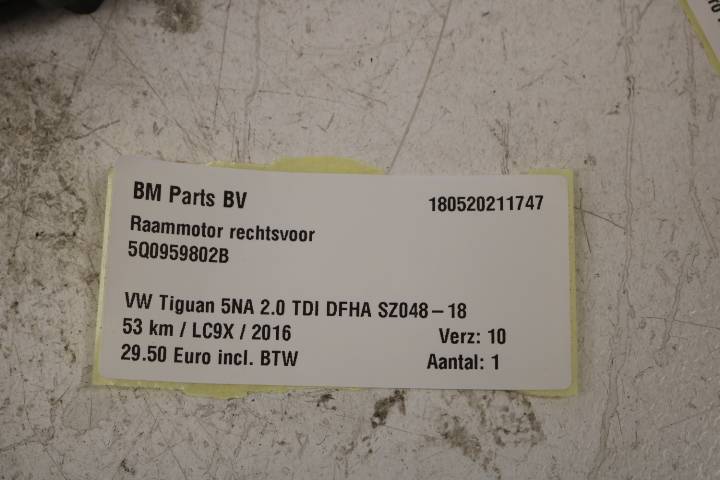 BM Parts BV 180520211747
Raammotor rechtsvoor
5Q0959802B
VW Tiguan 5NA 2.0 TDI DFHA SZ048-18
53 km / LC9X / 2016 Verz: 10
29.50 Euro incl. BTW Aantal: 1